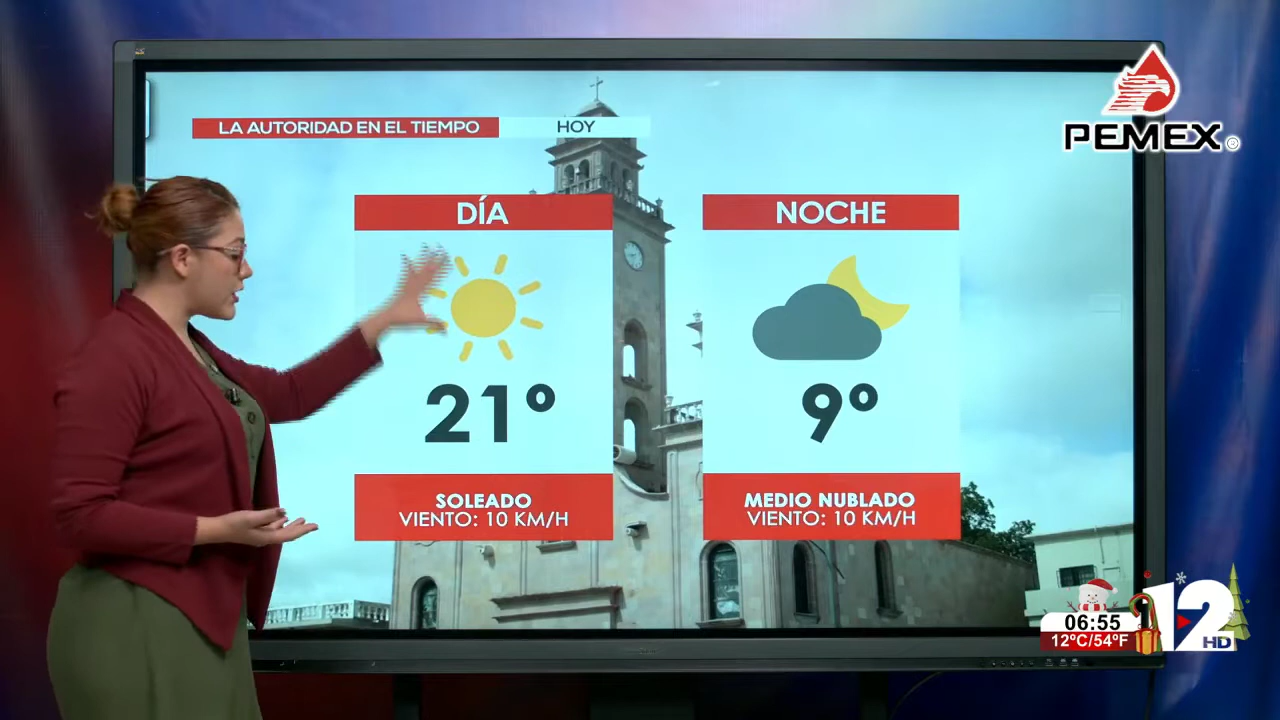 PEMEX
LA AUTORIDAD EN EL TIEMPO
HOY
DÍA
21°
SOLEADO
VIENTO: 10 KM/H
NOCHE
9°
MEDIO NUBLADO
VIENTO: 10 KM/H
06:55
12°C/54°F
12
HD